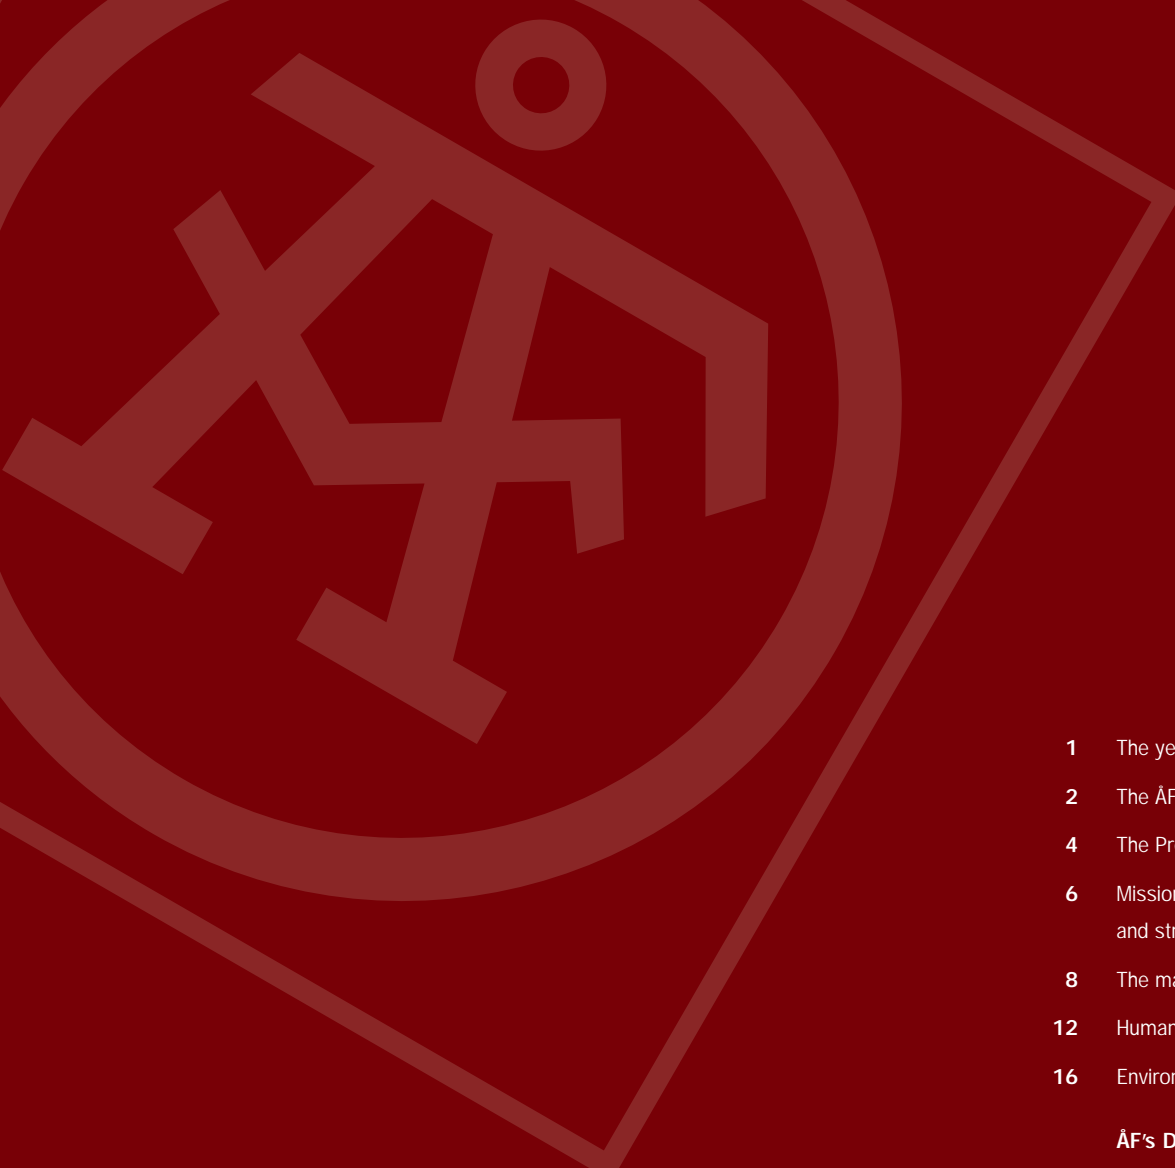 1 The ye
2 The ÅF
4 The Pr
6 Mission
and str
8 The ma
12 Human
16 Environ
ÅF's D